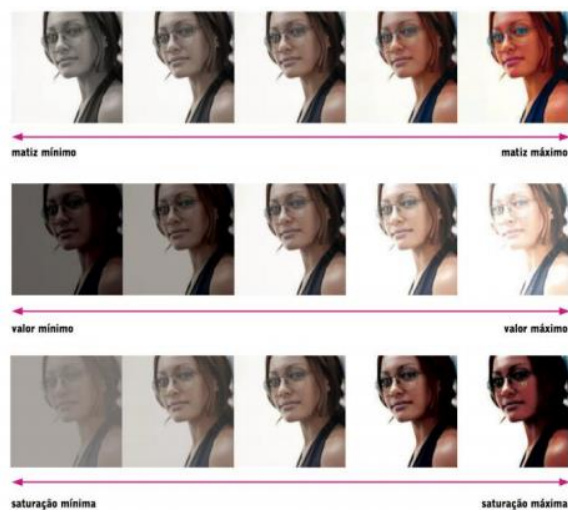 matiz mínimo
matiz máximo
valor mínimo
valor máximo
saturação mínima
saturação máxima